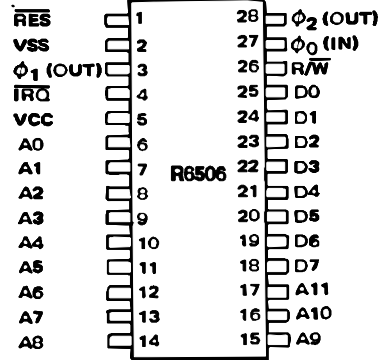 R̅E̅S̅ 1 28 ϕ2 (OUT)
VSS 2 27 ϕ0 (IN)
ϕ1 (OUT) 3 26 R/W̅
I̅R̅Q̅ 4 25 D0
VCC 5 24 D1
A0 6 23 D2
A1 7 22 D3
R6506
A2 8 21 D4
A3 9 20 D5
A4 10 19 D6
A5 11 18 D7
A6 12 17 A11
A7 13 16 A10
A8 14 15 A9